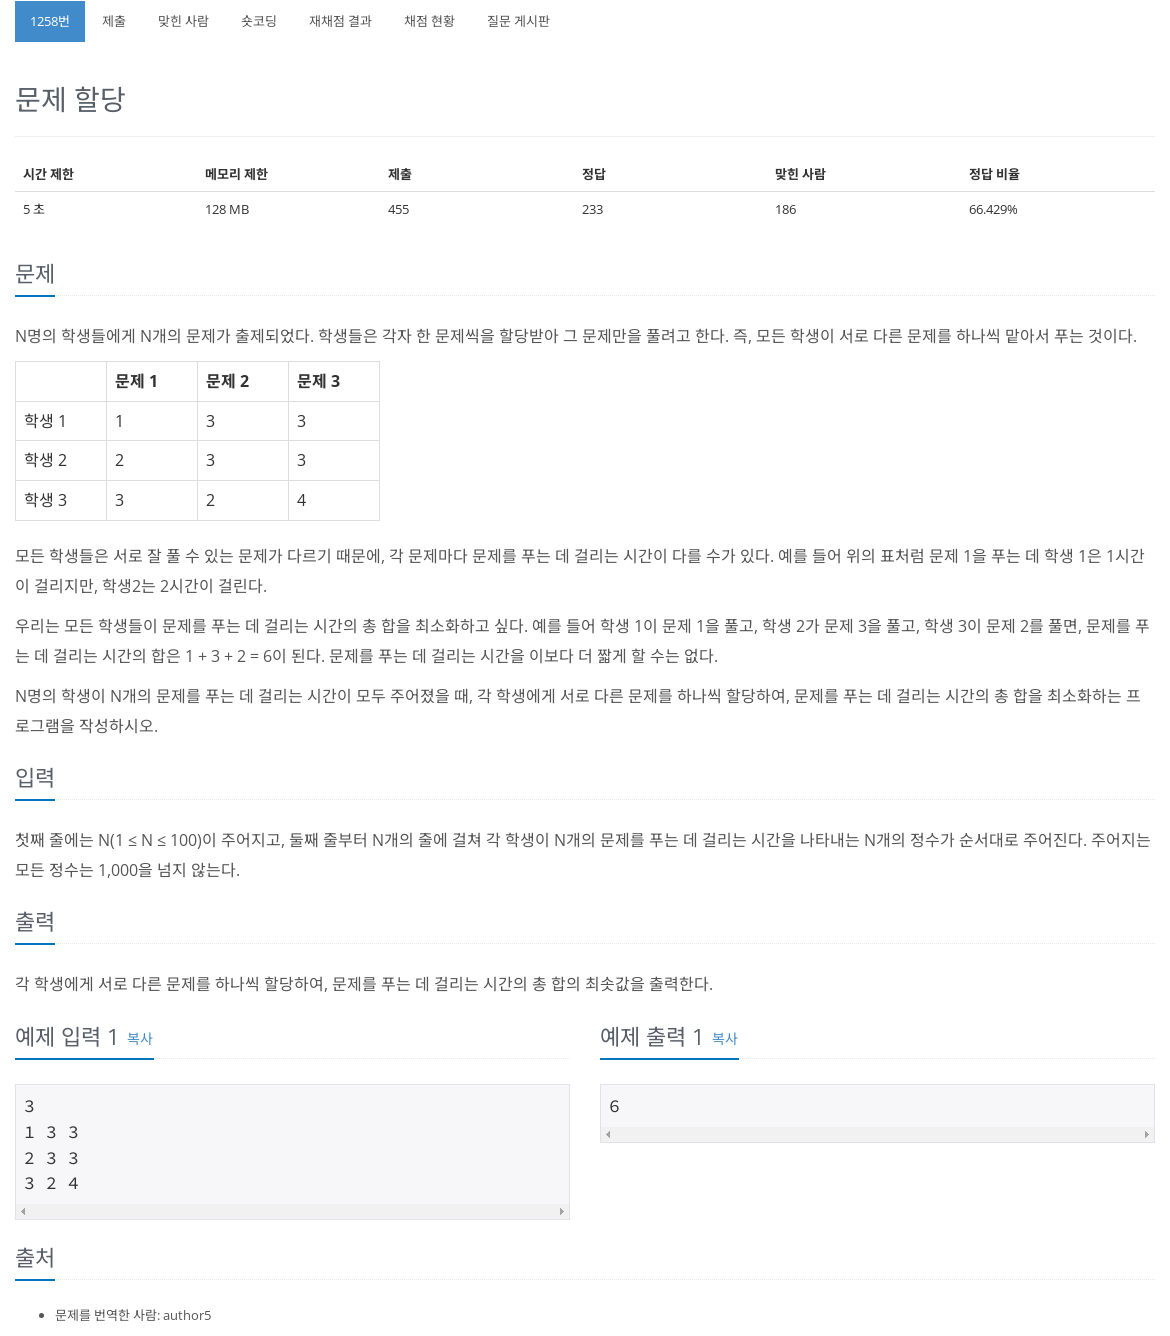 1258번 제출 맞힌 사람 숏코딩 재채점 결과 채점 현황 질문 게시판
문제 할당
시간 제한 메모리 제한 제출 정답 맞힌 사람 정답 비율
5 초 128 MB 455 233 186 66.429%
문제
N명의 학생들에게 N개의 문제가 출제되었다. 학생들은 각자 한 문제씩을 할당받아 그 문제만을 풀려고 한다. 즉, 모든 학생이 서로 다른 문제를 하나씩 맡아서 푸는 것이다.
문제 1 문제 2 문제 3
학생 1 1 3 3
학생 2 2 3 3
학생 3 3 2 4
모든 학생들은 서로 잘 풀 수 있는 문제가 다르기 때문에, 각 문제마다 문제를 푸는 데 걸리는 시간이 다를 수가 있다. 예를 들어 위의 표처럼 문제 1을 푸는 데 학생 1은 1시간
이 걸리지만, 학생2는 2시간이 걸린다.
우리는 모든 학생들이 문제를 푸는 데 걸리는 시간의 총 합을 최소화하고 싶다. 예를 들어 학생 1이 문제 1을 풀고, 학생 2가 문제 3을 풀고, 학생 3이 문제 2를 풀면, 문제를 푸
는 데 걸리는 시간의 합은 1 + 3 + 2 = 6이 된다. 문제를 푸는 데 걸리는 시간을 이보다 더 짧게 할 수는 없다.
N명의 학생이 N개의 문제를 푸는 데 걸리는 시간이 모두 주어졌을 때, 각 학생에게 서로 다른 문제를 하나씩 할당하여, 문제를 푸는 데 걸리는 시간의 총 합을 최소화하는 프
로그램을 작성하시오.
입력
첫째 줄에는 N(1 ≤ N ≤ 100)이 주어지고, 둘째 줄부터 N개의 줄에 걸쳐 각 학생이 N개의 문제를 푸는 데 걸리는 시간을 나타내는 N개의 정수가 순서대로 주어진다. 주어지는
모든 정수는 1,000을 넘지 않는다.
출력
각 학생에게 서로 다른 문제를 하나씩 할당하여, 문제를 푸는 데 걸리는 시간의 총 합의 최솟값을 출력한다.
예제 입력 1 복사
3
1 3 3
2 3 3
3 2 4
예제 출력 1 복사
6
출처
문제를 번역한 사람: author5